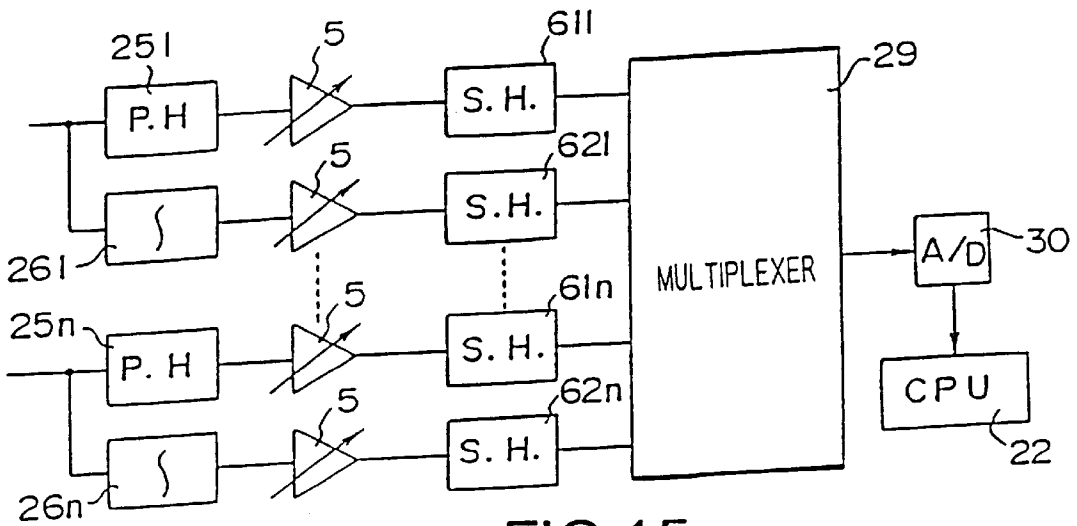 251
P.H
5
611
S.H.
29
261
∫
5
621
S.H.
MULTIPLEXER
A/D
30
25n
P.H
5
61n
S.H.
CPU
22
26n
∫
5
62n
S.H.